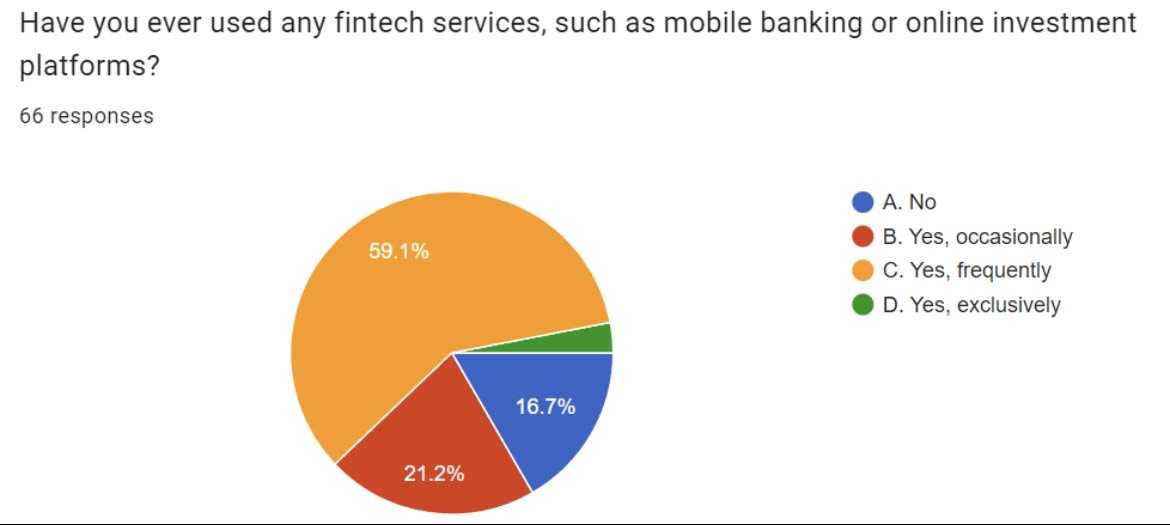 Have you ever used any fintech services, such as mobile banking or online investment
platforms?
66 responses
A. No
B. Yes, occasionally
C. Yes, frequently
D. Yes, exclusively
59.1%
16.7%
21.2%